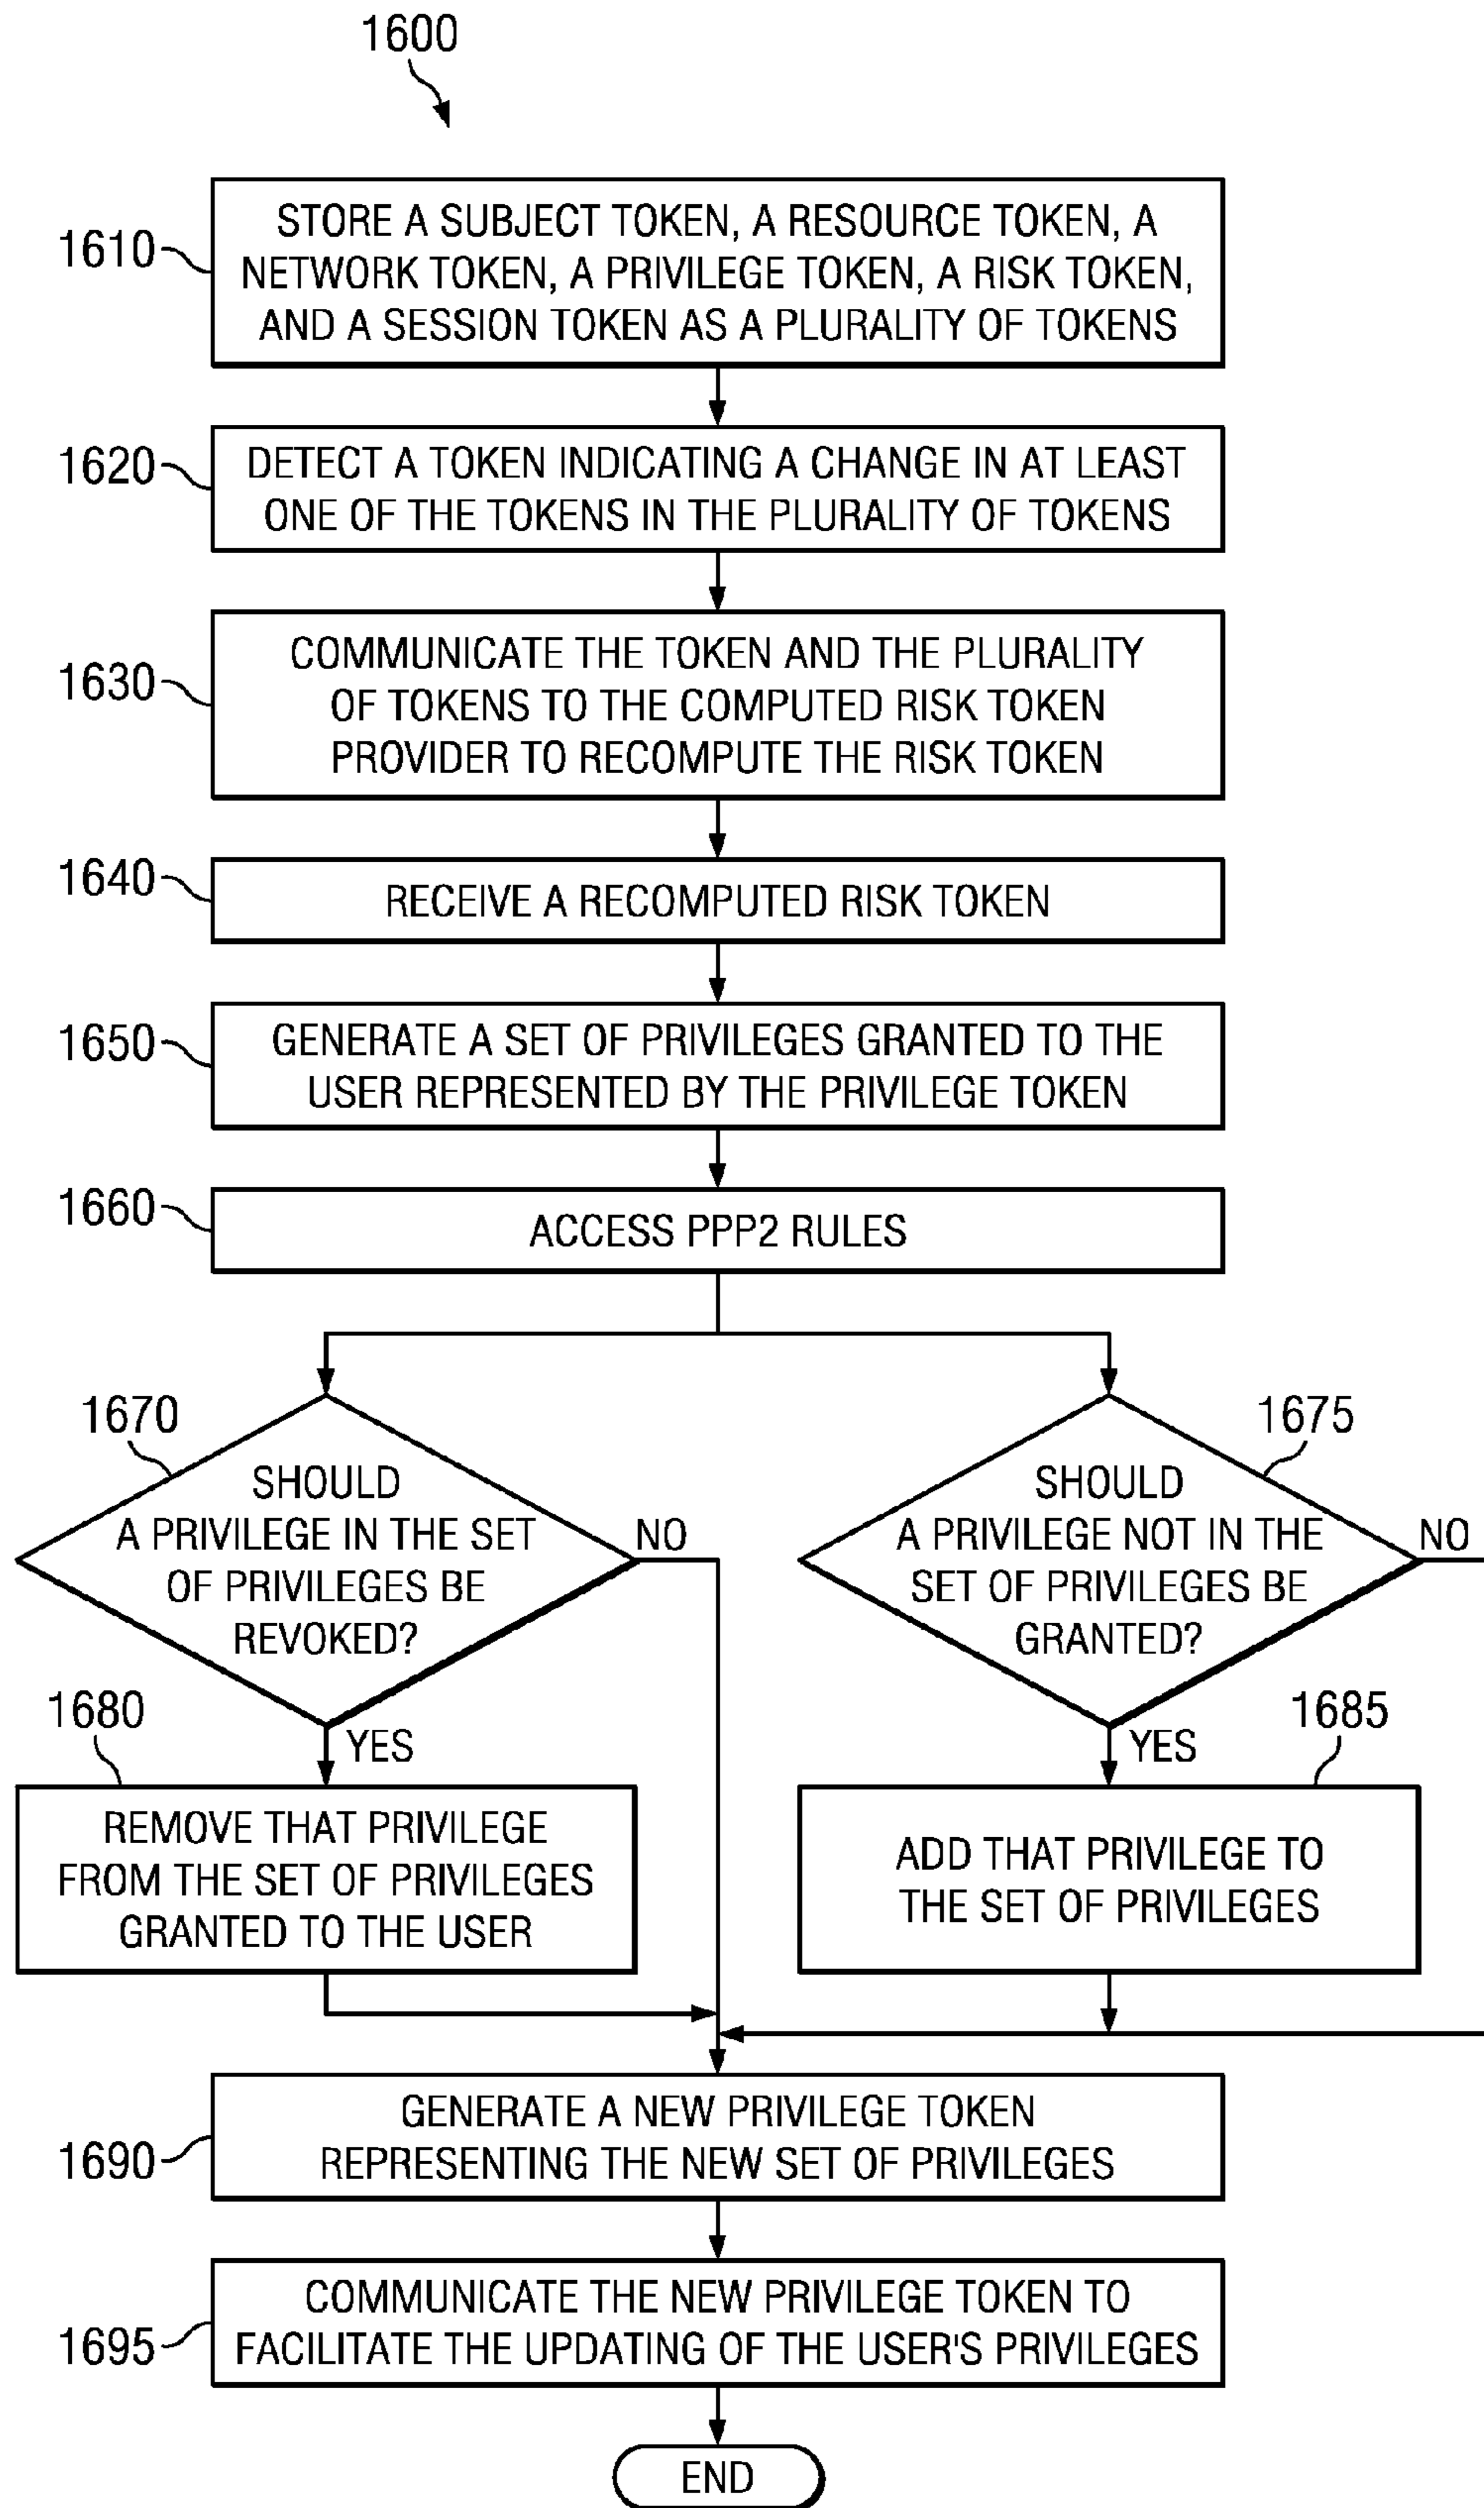 1600
1610
STORE A SUBJECT TOKEN, A RESOURCE TOKEN, A
NETWORK TOKEN, A PRIVILEGE TOKEN, A RISK TOKEN,
AND A SESSION TOKEN AS A PLURALITY OF TOKENS
1620
DETECT A TOKEN INDICATING A CHANGE IN AT LEAST
ONE OF THE TOKENS IN THE PLURALITY OF TOKENS
1630
COMMUNICATE THE TOKEN AND THE PLURALITY
OF TOKENS TO THE COMPUTED RISK TOKEN
PROVIDER TO RECOMPUTE THE RISK TOKEN
1640
RECEIVE A RECOMPUTED RISK TOKEN
1650
GENERATE A SET OF PRIVILEGES GRANTED TO THE
USER REPRESENTED BY THE PRIVILEGE TOKEN
1660
ACCESS PPP2 RULES
1670
SHOULD
A PRIVILEGE IN THE SET
OF PRIVILEGES BE
REVOKED?
NO
YES
1675
SHOULD
A PRIVILEGE NOT IN THE
SET OF PRIVILEGES BE
GRANTED?
NO
YES
1680
REMOVE THAT PRIVILEGE
FROM THE SET OF PRIVILEGES
GRANTED TO THE USER
1685
ADD THAT PRIVILEGE TO
THE SET OF PRIVILEGES
1690
GENERATE A NEW PRIVILEGE TOKEN
REPRESENTING THE NEW SET OF PRIVILEGES
1695
COMMUNICATE THE NEW PRIVILEGE TOKEN TO
FACILITATE THE UPDATING OF THE USER'S PRIVILEGES
END